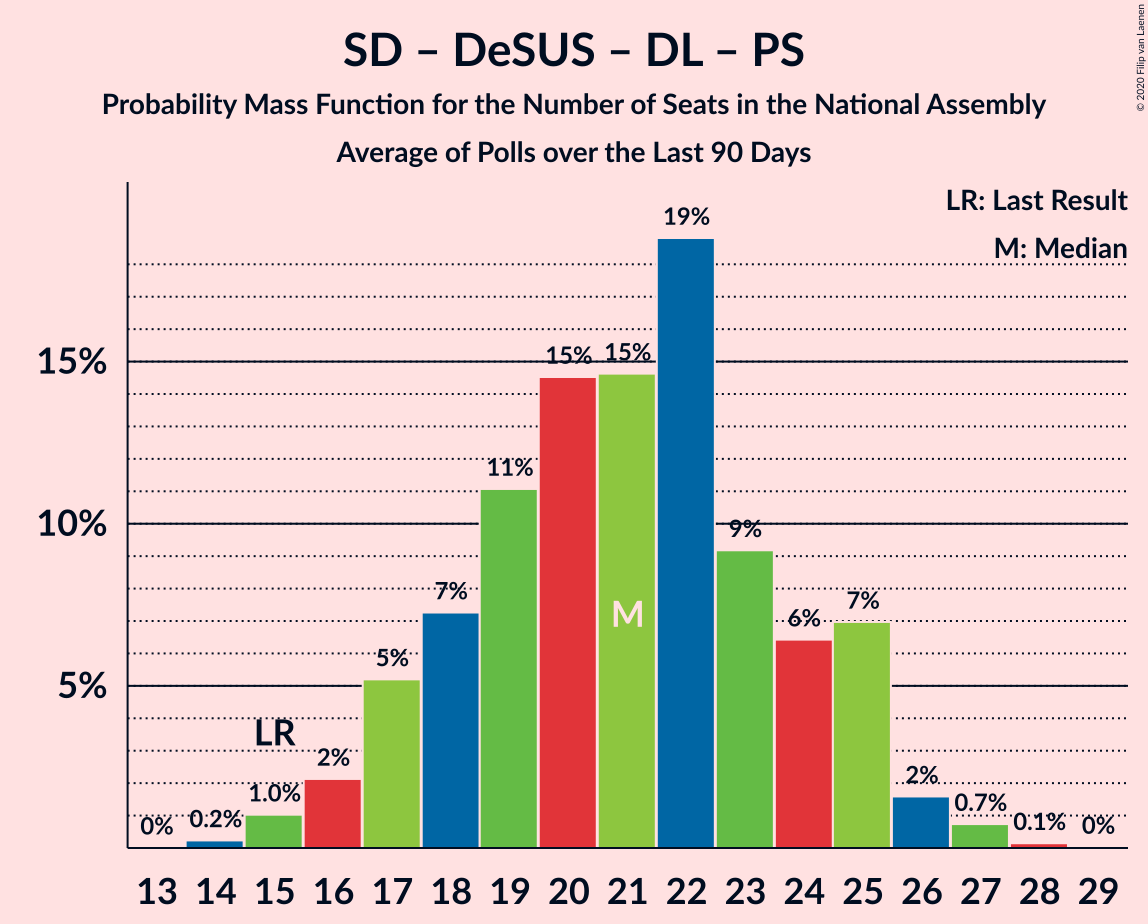 SD – DeSUS – DL – PS
Probability Mass Function for the Number of Seats in the National Assembly
Average of Polls over the Last 90 Days
© 2020 Filip van Laenen
LR: Last Result
M: Median
15%
10%
5%
0%
0.2%
1.0%
LR
2%
5%
7%
11%
15%
15%
M
19%
9%
6%
7%
2%
0.7%
0.1%
0%
13 14 15 16 17 18 19 20 21 22 23 24 25 26 27 28 29